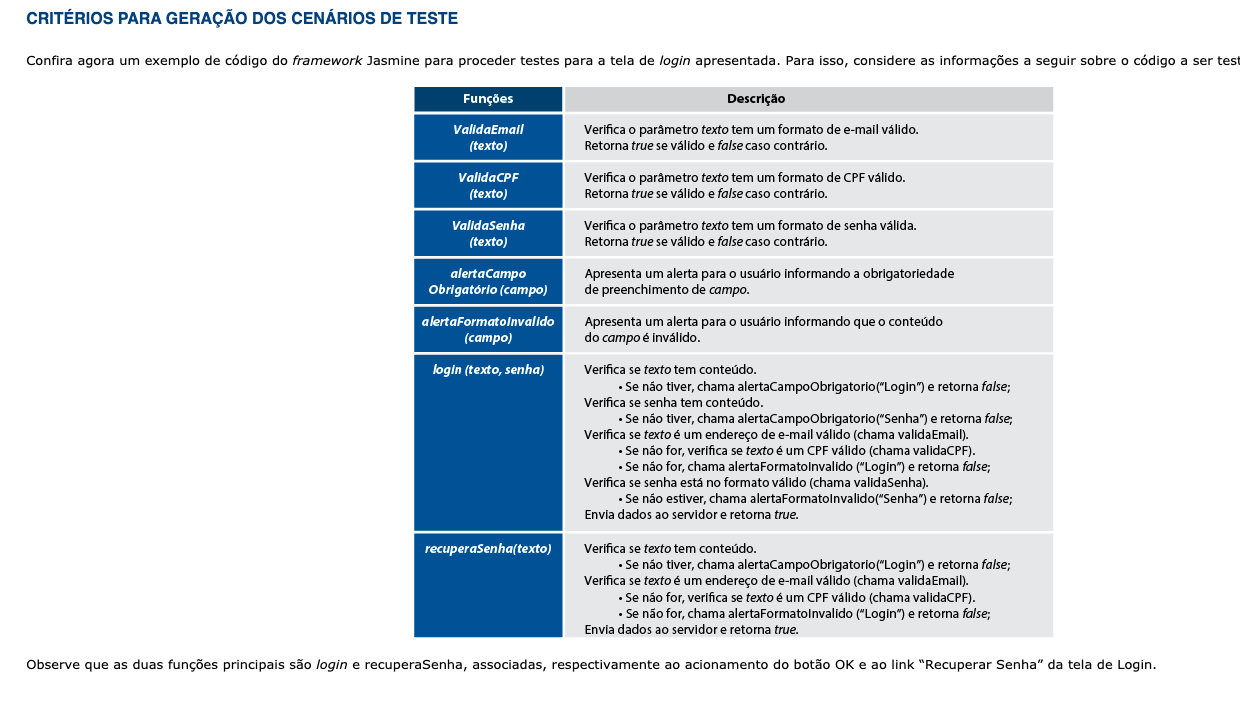 CRITÉRIOS PARA GERAÇÃO DOS CENÁRIOS DE TESTE
Confira agora um exemplo de código do framework Jasmine para proceder testes para a tela de login apresentada. Para isso, considere as informações a seguir sobre o código a ser test
Funções
Descrição
ValidaEmail
(texto)
Verifica o parâmetro texto tem um formato de e-mail válido.
Retorna true se válido e false caso contrário.
ValidaCPF
(texto)
Verifica o parâmetro texto tem um formato de CPF válido.
Retorna true se válido e false caso contrário.
ValidaSenha
(texto)
Verifica o parâmetro texto tem um formato de senha válida.
Retorna true se válido e false caso contrário.
alertaCampo
Obrigatório (campo)
Apresenta um alerta para o usuário informando a obrigatoriedade
de preenchimento de campo.
alertaFormatoInvalido
(campo)
Apresenta um alerta para o usuário informando que o conteúdo
do campo é inválido.
login (texto, senha)
Verifica se texto tem conteúdo.
• Se não tiver, chama alertaCampoObrigatorio(“Login”) e retorna false;
Verifica se senha tem conteúdo.
• Se não tiver, chama alertaCampoObrigatorio(“Senha”) e retorna false;
Verifica se texto é um endereço de e-mail válido (chama validaEmail).
• Se não for, verifica se texto é um CPF válido (chama validaCPF).
• Se não for, chama alertaFormatoInvalido (“Login”) e retorna false;
Verifica se senha está no formato válido (chama validaSenha).
• Se não estiver, chama alertaFormatoInvalido(“Senha”) e retorna false;
Envia dados ao servidor e retorna true.
recuperaSenha(texto)
Verifica se texto tem conteúdo.
• Se não tiver, chama alertaCampoObrigatorio(“Login”) e retorna false;
Verifica se texto é um endereço de e-mail válido (chama validaEmail).
• Se não for, verifica se texto é um CPF válido (chama validaCPF).
• Se não for, chama alertaFormatoInvalido (“Login”) e retorna false;
Envia dados ao servidor e retorna true.
Observe que as duas funções principais são login e recuperaSenha, associadas, respectivamente ao acionamento do botão OK e ao link “Recuperar Senha” da tela de Login.